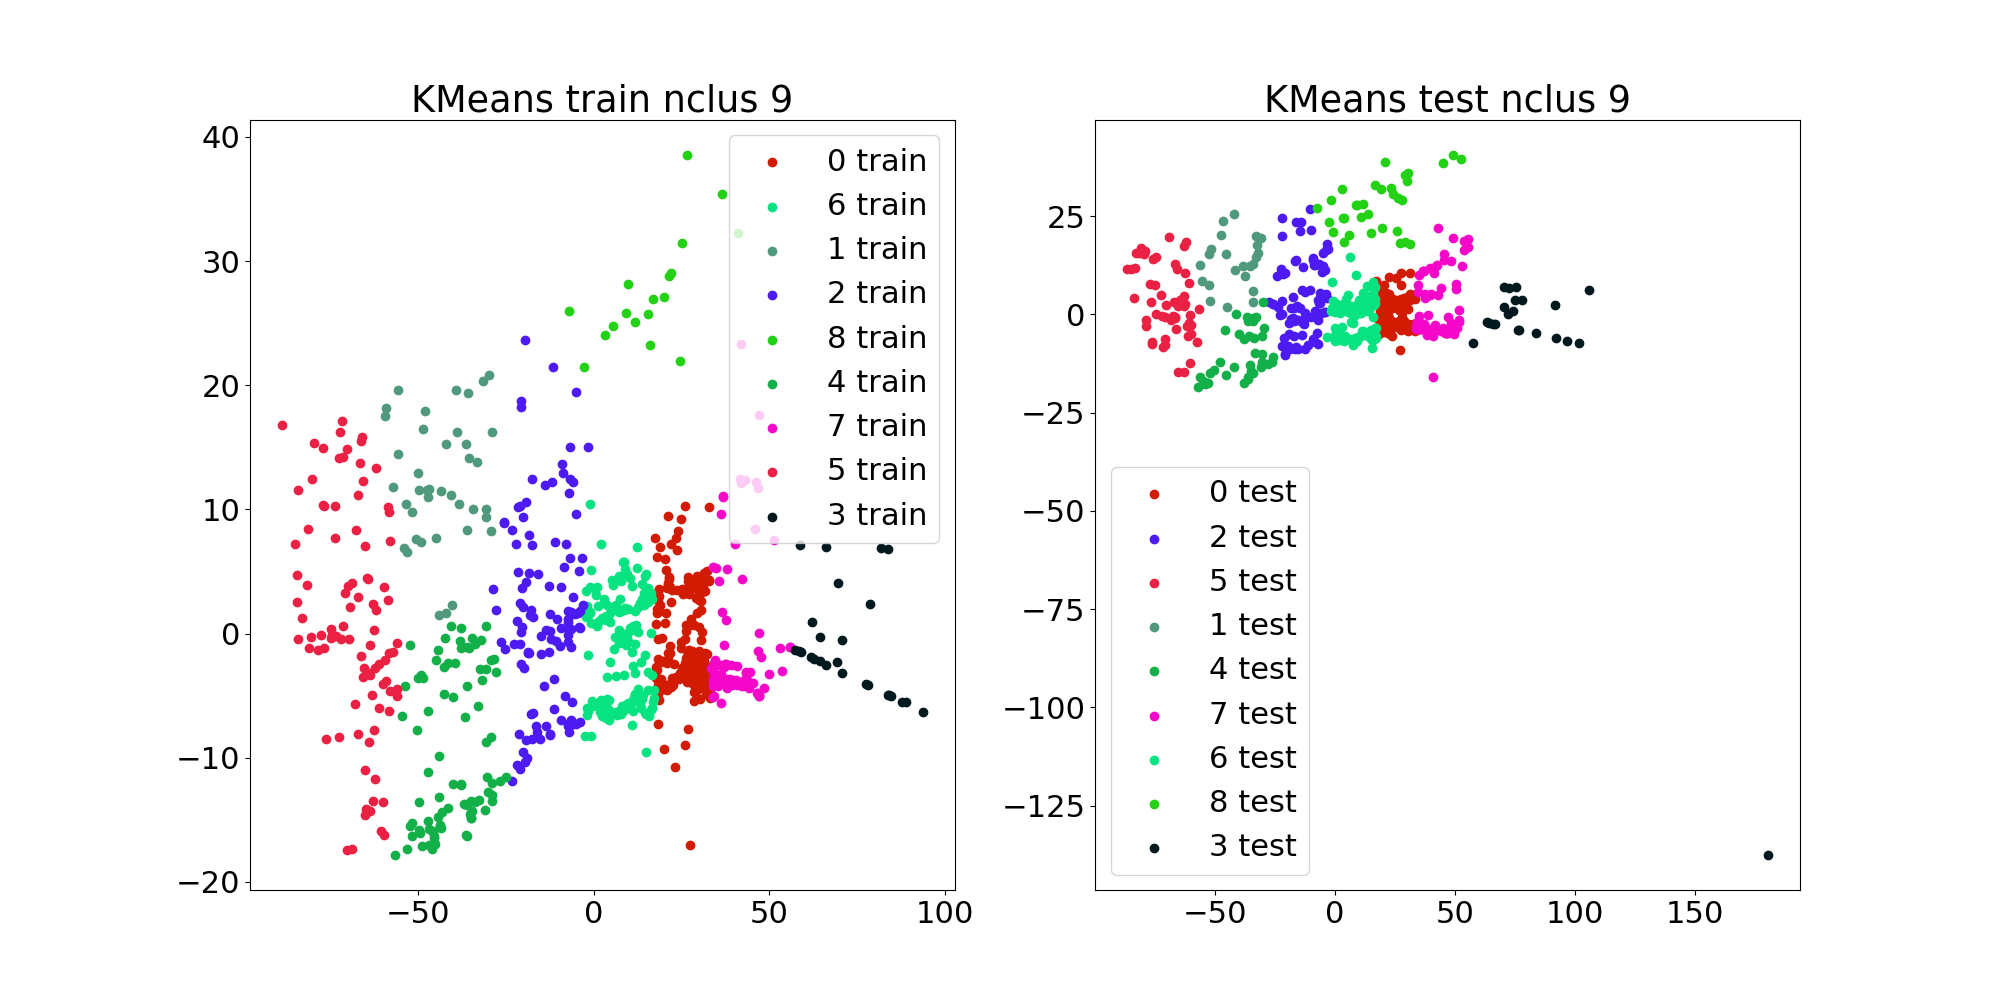 KMeans train nclus 9
40
30
20
10
0
−10
−20
−50
0
50
100
0 train
6 train
1 train
2 train
8 train
4 train
7 train
5 train
3 train
KMeans test nclus 9
25
0
−25
−50
−75
−100
−125
−50
0
50
100
150
0 test
2 test
5 test
1 test
4 test
7 test
6 test
8 test
3 test